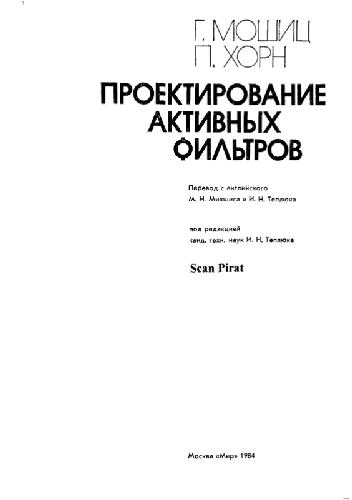 Г. МОШИЦ
П. ХОРН
ПРОЕКТИРОВАНИЕ
АКТИВНЫХ
ФИЛЬТРОВ
Перевод с английского
М. Н. Микшиса и И. Н. Теплюка
под редакцией
канд. техн. наук И. Н. Теплюка
Scan Pirat
Москва «Мир» 1984